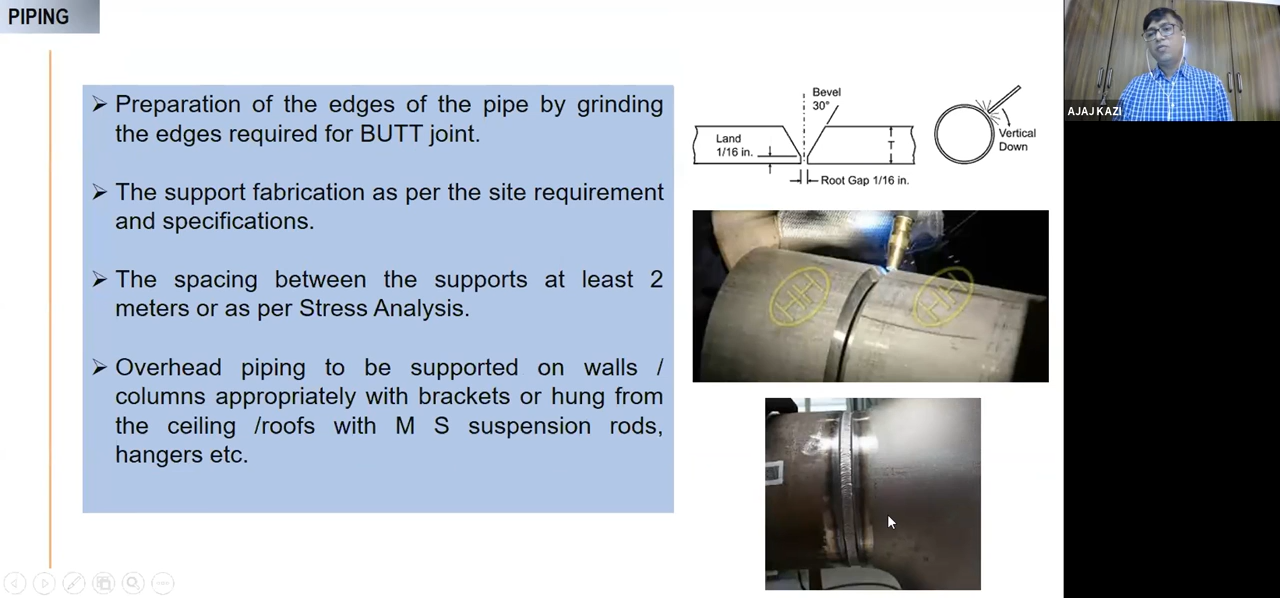 PIPING
➢ Preparation of the edges of the pipe by grinding
the edges required for BUTT joint.
➢ The support fabrication as per the site requirement
and specifications.
➢ The spacing between the supports at least 2
meters or as per Stress Analysis.
➢ Overhead piping to be supported on walls /
columns appropriately with brackets or hung from
the ceiling /roofs with M S suspension rods,
hangers etc.
Bevel
30°
Land
1/16 in.
T
Root Gap 1/16 in.
Vertical
Down
HH
HH
AJAJ KAZI